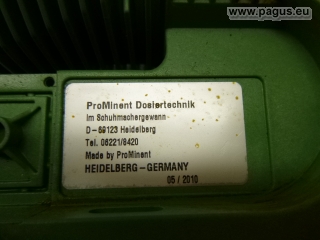 www.pagus.eu
ProMinent Dosiertechnik
Im Schuhmachergewann
D-69123 Heidelberg
Tel. 06221/8420
Made by ProMinent
HEIDELBERG-GERMANY
05/2010